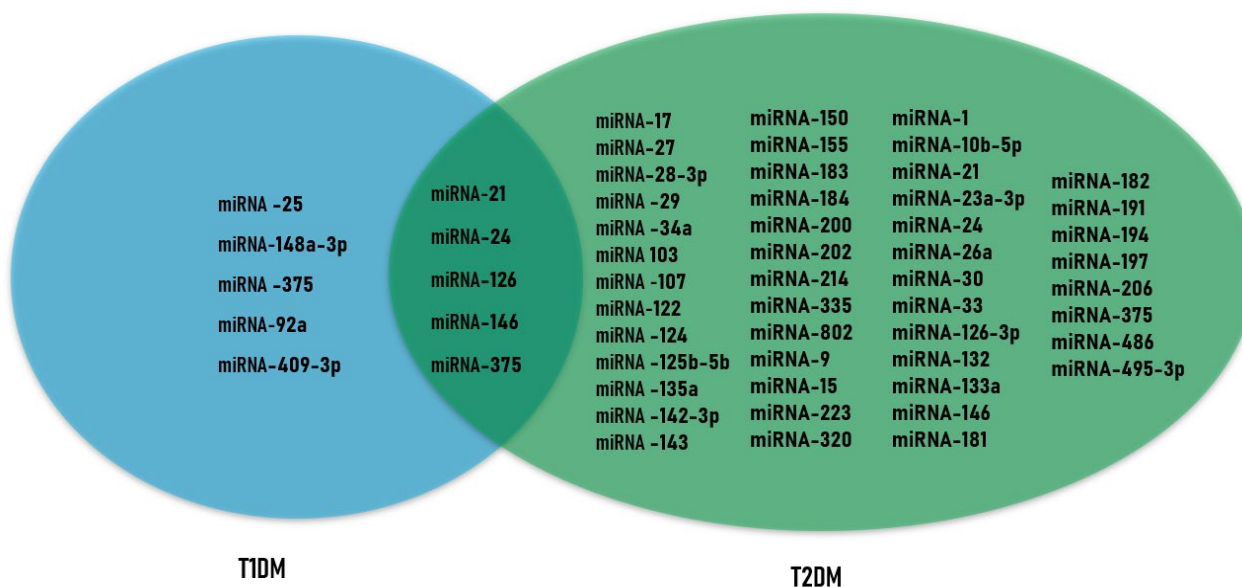 miRNA -25
miRNA-148a-3p
miRNA -375
miRNA-92a
miRNA-409-3p
miRNA-21
miRNA-24
miRNA-126
miRNA-146
miRNA-375
miRNA-17
miRNA-27
miRNA-28-3p
miRNA -29
miRNA -34a
miRNA 103
miRNA -107
miRNA-122
miRNA -124
miRNA -125b-5b
miRNA -135a
miRNA -142-3p
miRNA -143
miRNA-150
miRNA-155
miRNA-183
miRNA-184
miRNA-200
miRNA-202
miRNA-214
miRNA-335
miRNA-802
miRNA-9
miRNA-15
miRNA-223
miRNA-320
miRNA-1
miRNA-10b-5p
miRNA-21
miRNA-23a-3p
miRNA-24
miRNA-26a
miRNA-30
miRNA-33
miRNA-126-3p
miRNA-132
miRNA-133a
miRNA-146
miRNA-181
miRNA-182
miRNA-191
miRNA-194
miRNA-197
miRNA-206
miRNA-375
miRNA-486
miRNA-495-3p
T1DM
T2DM